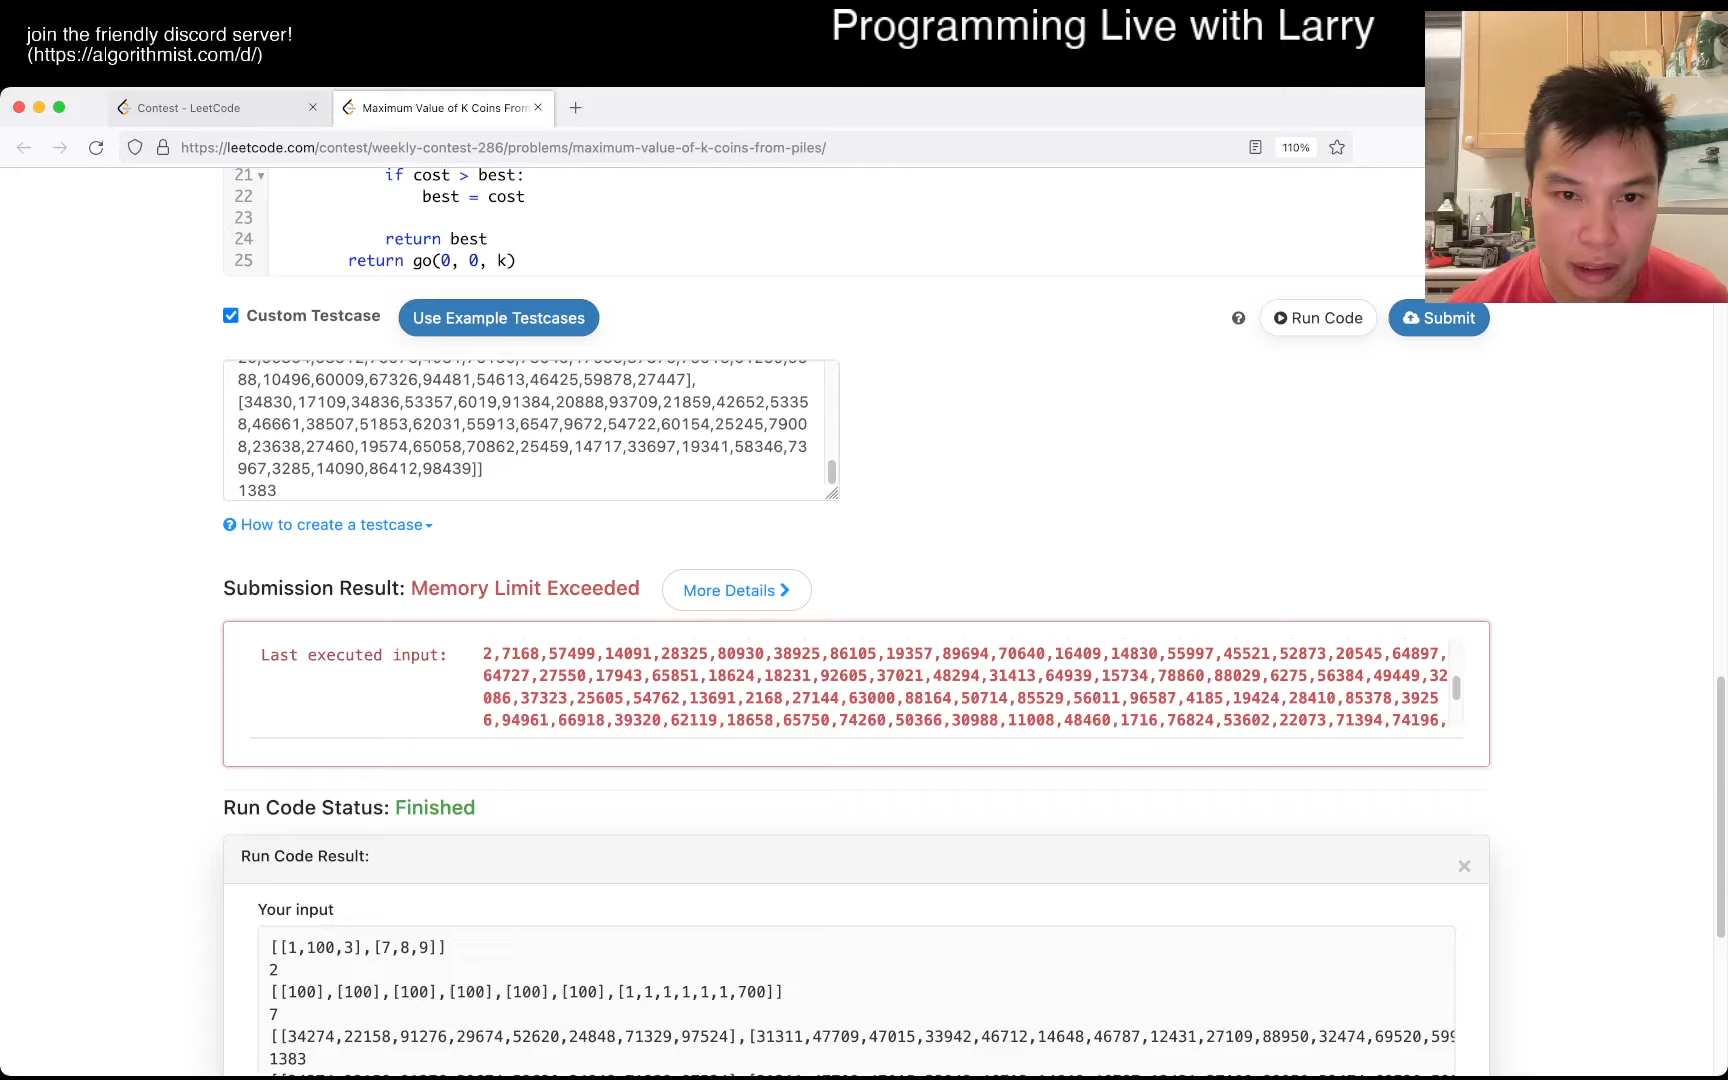 join the friendly discord server!
(https://algorithmist.com/d/)
Programming Live with Larry
Contest - LeetCode
Maximum Value of K Coins From
https://leetcode.com/contest/weekly-contest-286/problems/maximum-value-of-k-coins-from-piles/
110%
21 if cost > best:
22 best = cost
23
24 return best
25 return go(0, 0, k)
Custom Testcase
Use Example Testcases
Run Code
Submit
88,10496,60009,67326,94481,54613,46425,59878,27447],
[34830,17109,34836,53357,6019,91384,20888,93709,21859,42652,5335
8,46661,38507,51853,62031,55913,6547,9672,54722,60154,25245,7900
8,23638,27460,19574,65058,70862,25459,14717,33697,19341,58346,73
967,3285,14090,86412,98439]]
1383
How to create a testcase
Submission Result: Memory Limit Exceeded
More Details
Last executed input:
2,7168,57499,14091,28325,80930,38925,86105,19357,89694,70640,16409,14830,55997,45521,52873,20545,64897,
64727,27550,17943,65851,18624,18231,92605,37021,48294,31413,64939,15734,78860,88029,6275,56384,49449,32
086,37323,25605,54762,13691,2168,27144,63000,88164,50714,85529,56011,96587,4185,19424,28410,85378,3925
6,94961,66918,39320,62119,18658,65750,74260,50366,30988,11008,48460,1716,76824,53602,22073,71394,74196,
Run Code Status: Finished
Run Code Result:
Your input
[[1,100,3],[7,8,9]]
2
[[100],[100],[100],[100],[100],[100],[1,1,1,1,1,1,700]]
7
[[34274,22158,91276,29674,52620,24848,71329,97524],[31311,47709,47015,33942,46712,14648,46787,12431,27109,88950,32474,69520,599
1383